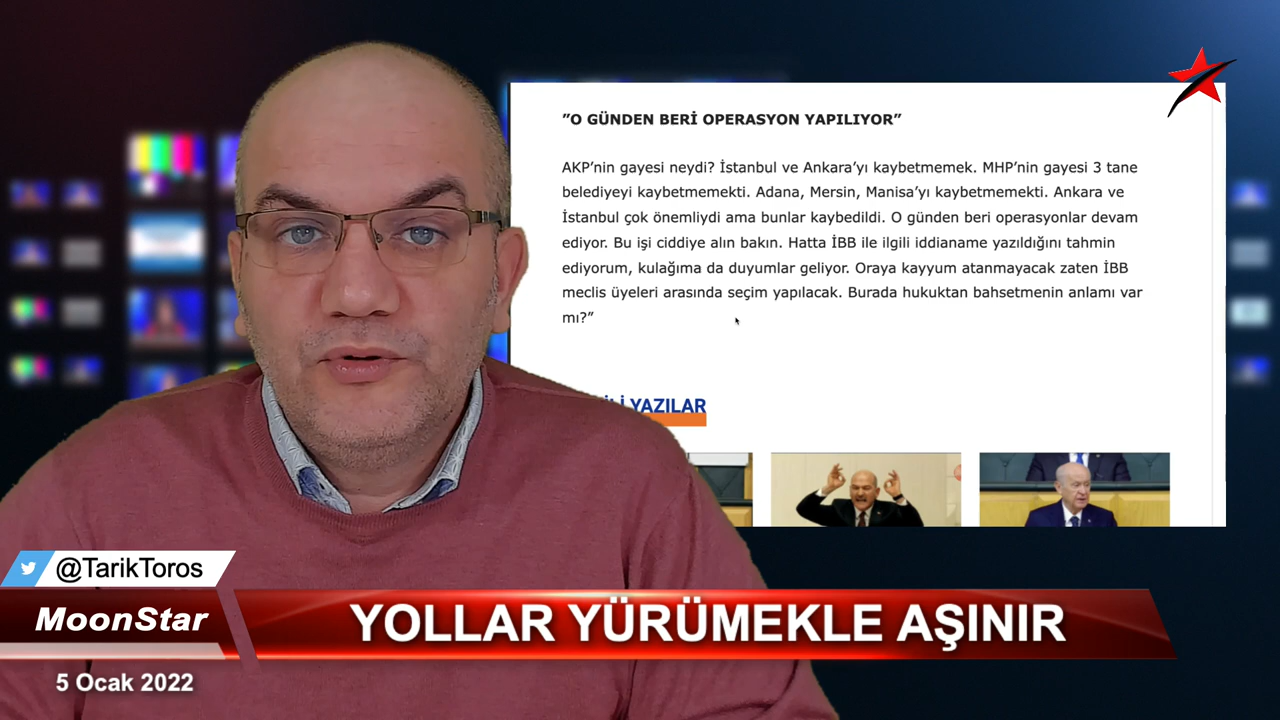 ”O GÜNDEN BERİ OPERASYON YAPILIYOR”
AKP’nin gayesi neydi? İstanbul ve Ankara’yı kaybetmemek. MHP’nin gayesi 3 tane
belediyeyi kaybetmemekti. Adana, Mersin, Manisa’yı kaybetmemekti. Ankara ve
İstanbul çok önemliydi ama bunlar kaybedildi. O günden beri operasyonlar devam
ediyor. Bu işi ciddiye alın bakın. Hatta İBB ile ilgili iddianame yazıldığını tahmin
ediyorum, kulağıma da duyumlar geliyor. Oraya kayyum atanmayacak zaten İBB
meclis üyeleri arasında seçim yapılacak. Burada hukuktan bahsetmenin anlamı var
mı?”
YAZILAR
@TarikToros
MoonStar
YOLLAR YÜRÜMEKLE AŞINIR
5 Ocak 2022